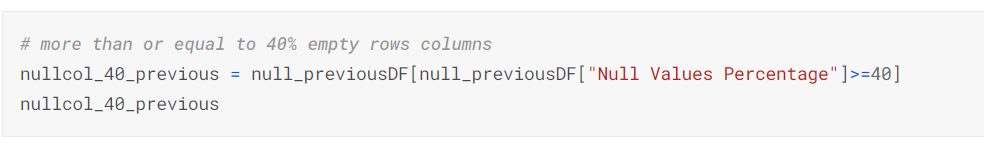 # more than or equal to 40% empty rows columns
nullcol_40_previous = null_previousDF[null_previousDF["Null Values Percentage"]>=40]
nullcol_40_previous